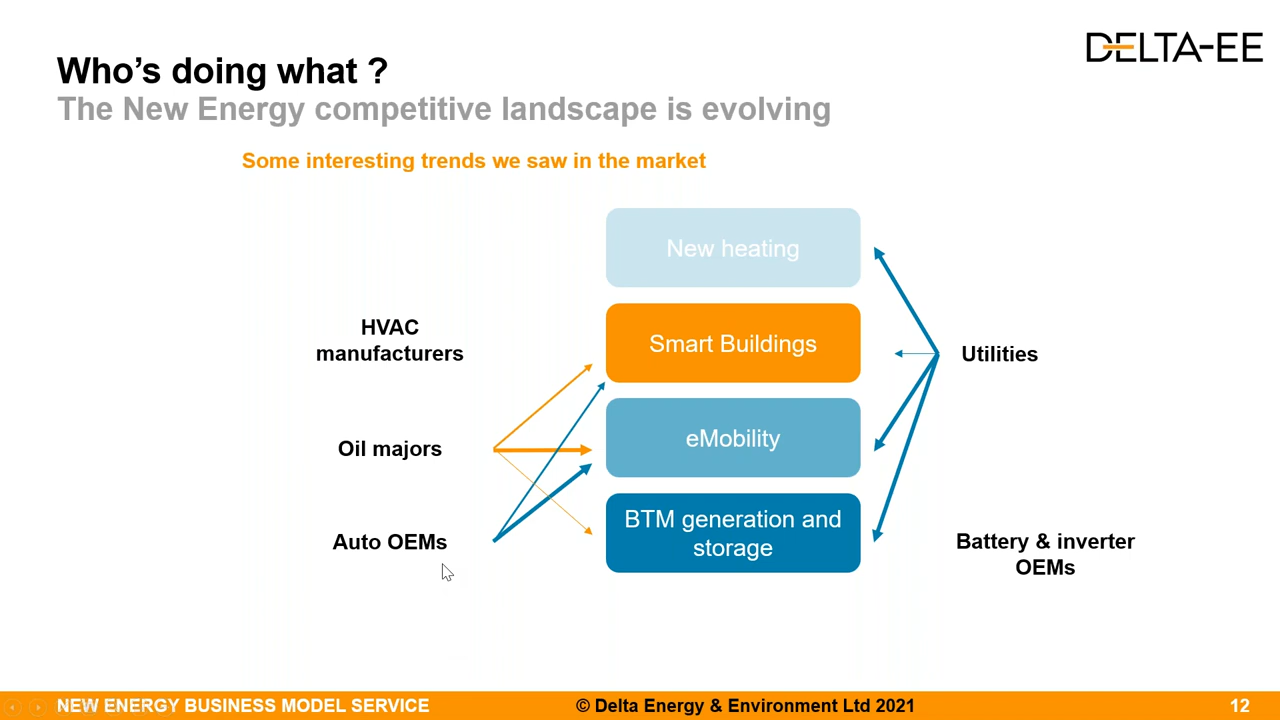 DELTA-EE
Who's doing what ?
The New Energy competitive landscape is evolving
Some interesting trends we saw in the market
New heating
HVAC
manufacturers
Smart Buildings
Utilities
Oil majors
eMobility
Auto OEMs
BTM generation and
storage
Battery & inverter
OEMs
NEW ENERGY BUSINESS MODEL SERVICE
© Delta Energy & Environment Ltd 2021
12